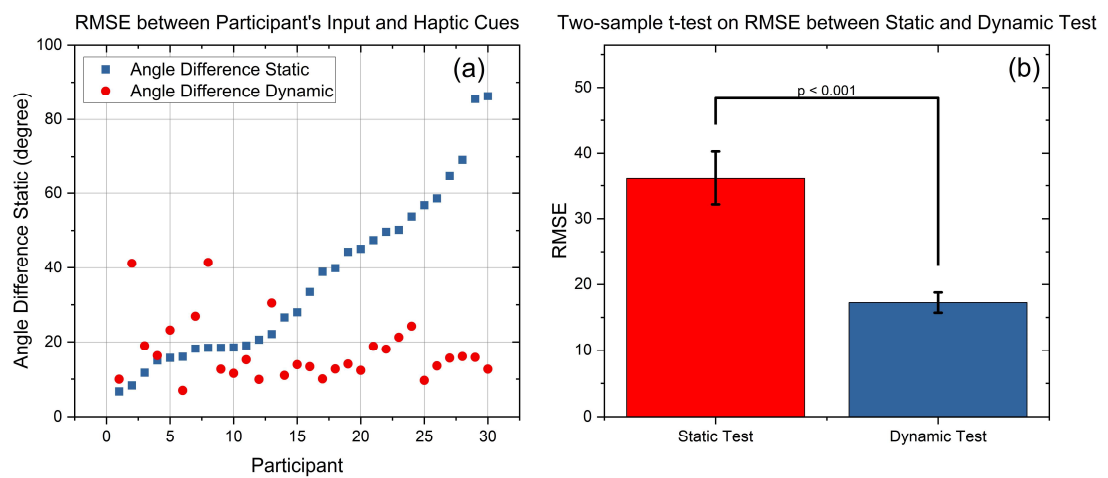 RMSE between Participant's Input and Haptic Cues
(a)
Angle Difference Static
Angle Difference Dynamic
Angle Difference Static (degree)
100
80
60
40
20
0
0 5 10 15 20 25 30
Participant
Two-sample t-test on RMSE between Static and Dynamic Test
(b)
p < 0.001
RMSE
50
40
30
20
10
0
Static Test Dynamic Test